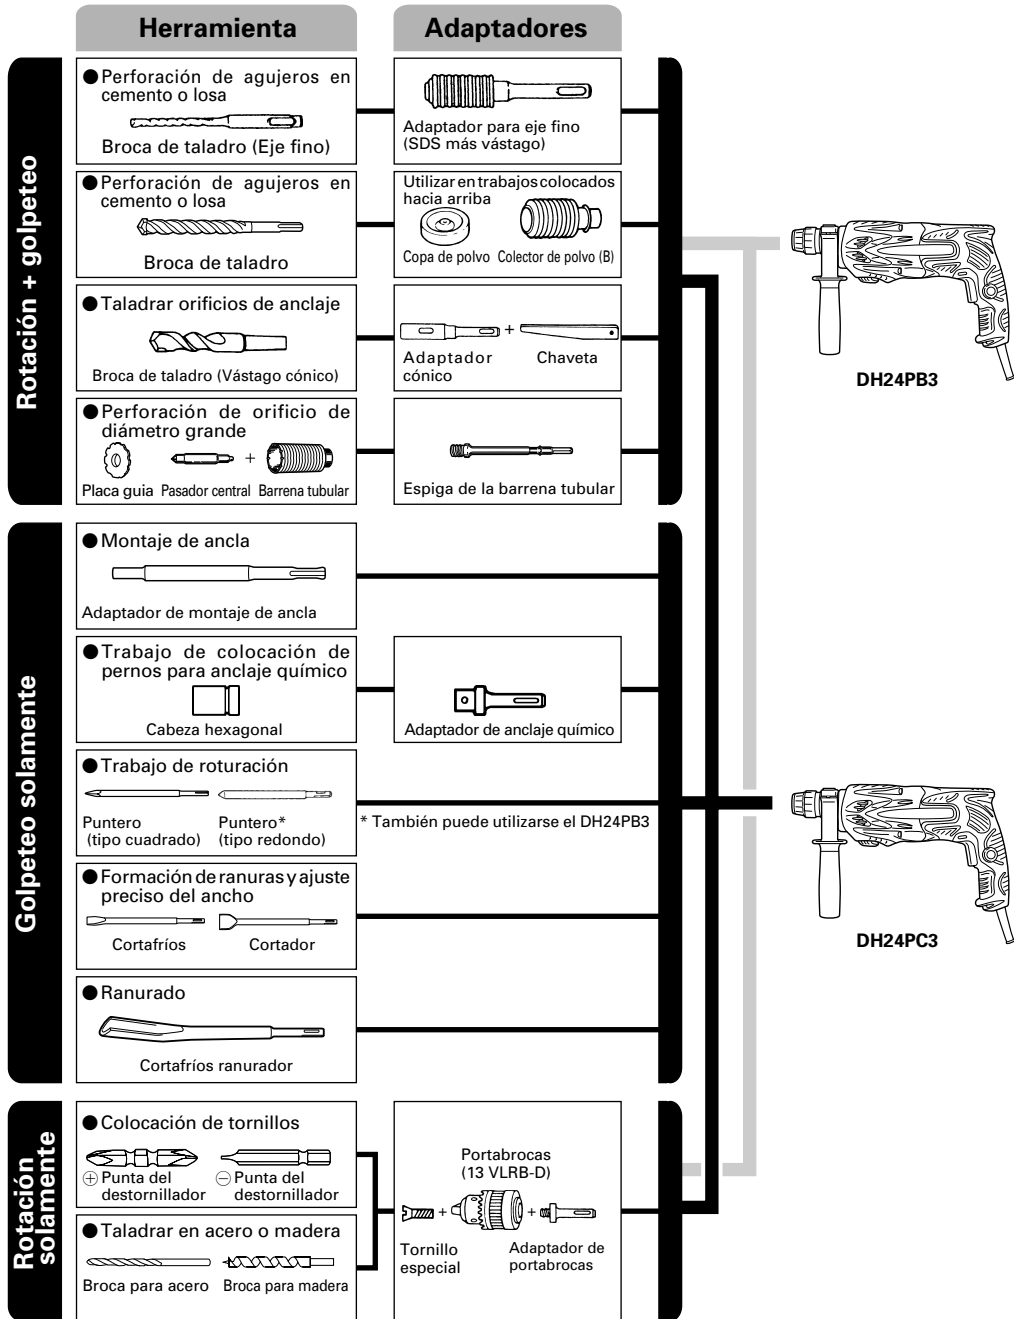 Herramienta
Adaptadores
Rotación + golpeteo
● Perforación de agujeros en
cemento o losa
Broca de taladro (Eje fino)
Adaptador para eje fino
(SDS más vástago)
● Perforación de agujeros en
cemento o losa
Broca de taladro
Utilizar en trabajos colocados
hacia arriba
Copa de polvo Colector de polvo (B)
● Taladrar orificios de anclaje
Broca de taladro (Vástago cónico)
+
Adaptador
cónico
Chaveta
● Perforación de orificio de
diámetro grande
+
Placa guia Pasador central Barrena tubular
Espiga de la barrena tubular
DH24PB3
Golpeteo solamente
● Montaje de ancla
Adaptador de montaje de ancla
● Trabajo de colocación de
pernos para anclaje químico
Cabeza hexagonal
Adaptador de anclaje químico
● Trabajo de roturación
Puntero
(tipo cuadrado)
Puntero*
(tipo redondo)
* También puede utilizarse el DH24PB3
● Formación de ranuras y ajuste
preciso del ancho
Cortafríos
Cortador
● Ranurado
Cortafríos ranurador
DH24PC3
Rotación
solamente
● Colocación de tornillos
⊕ Punta del
destornillador
⊖ Punta del
destornillador
● Taladrar en acero o madera
Broca para acero Broca para madera
Portabrocas
(13 VLRB-D)
+ +
Tornillo
especial
Adaptador de
portabrocas